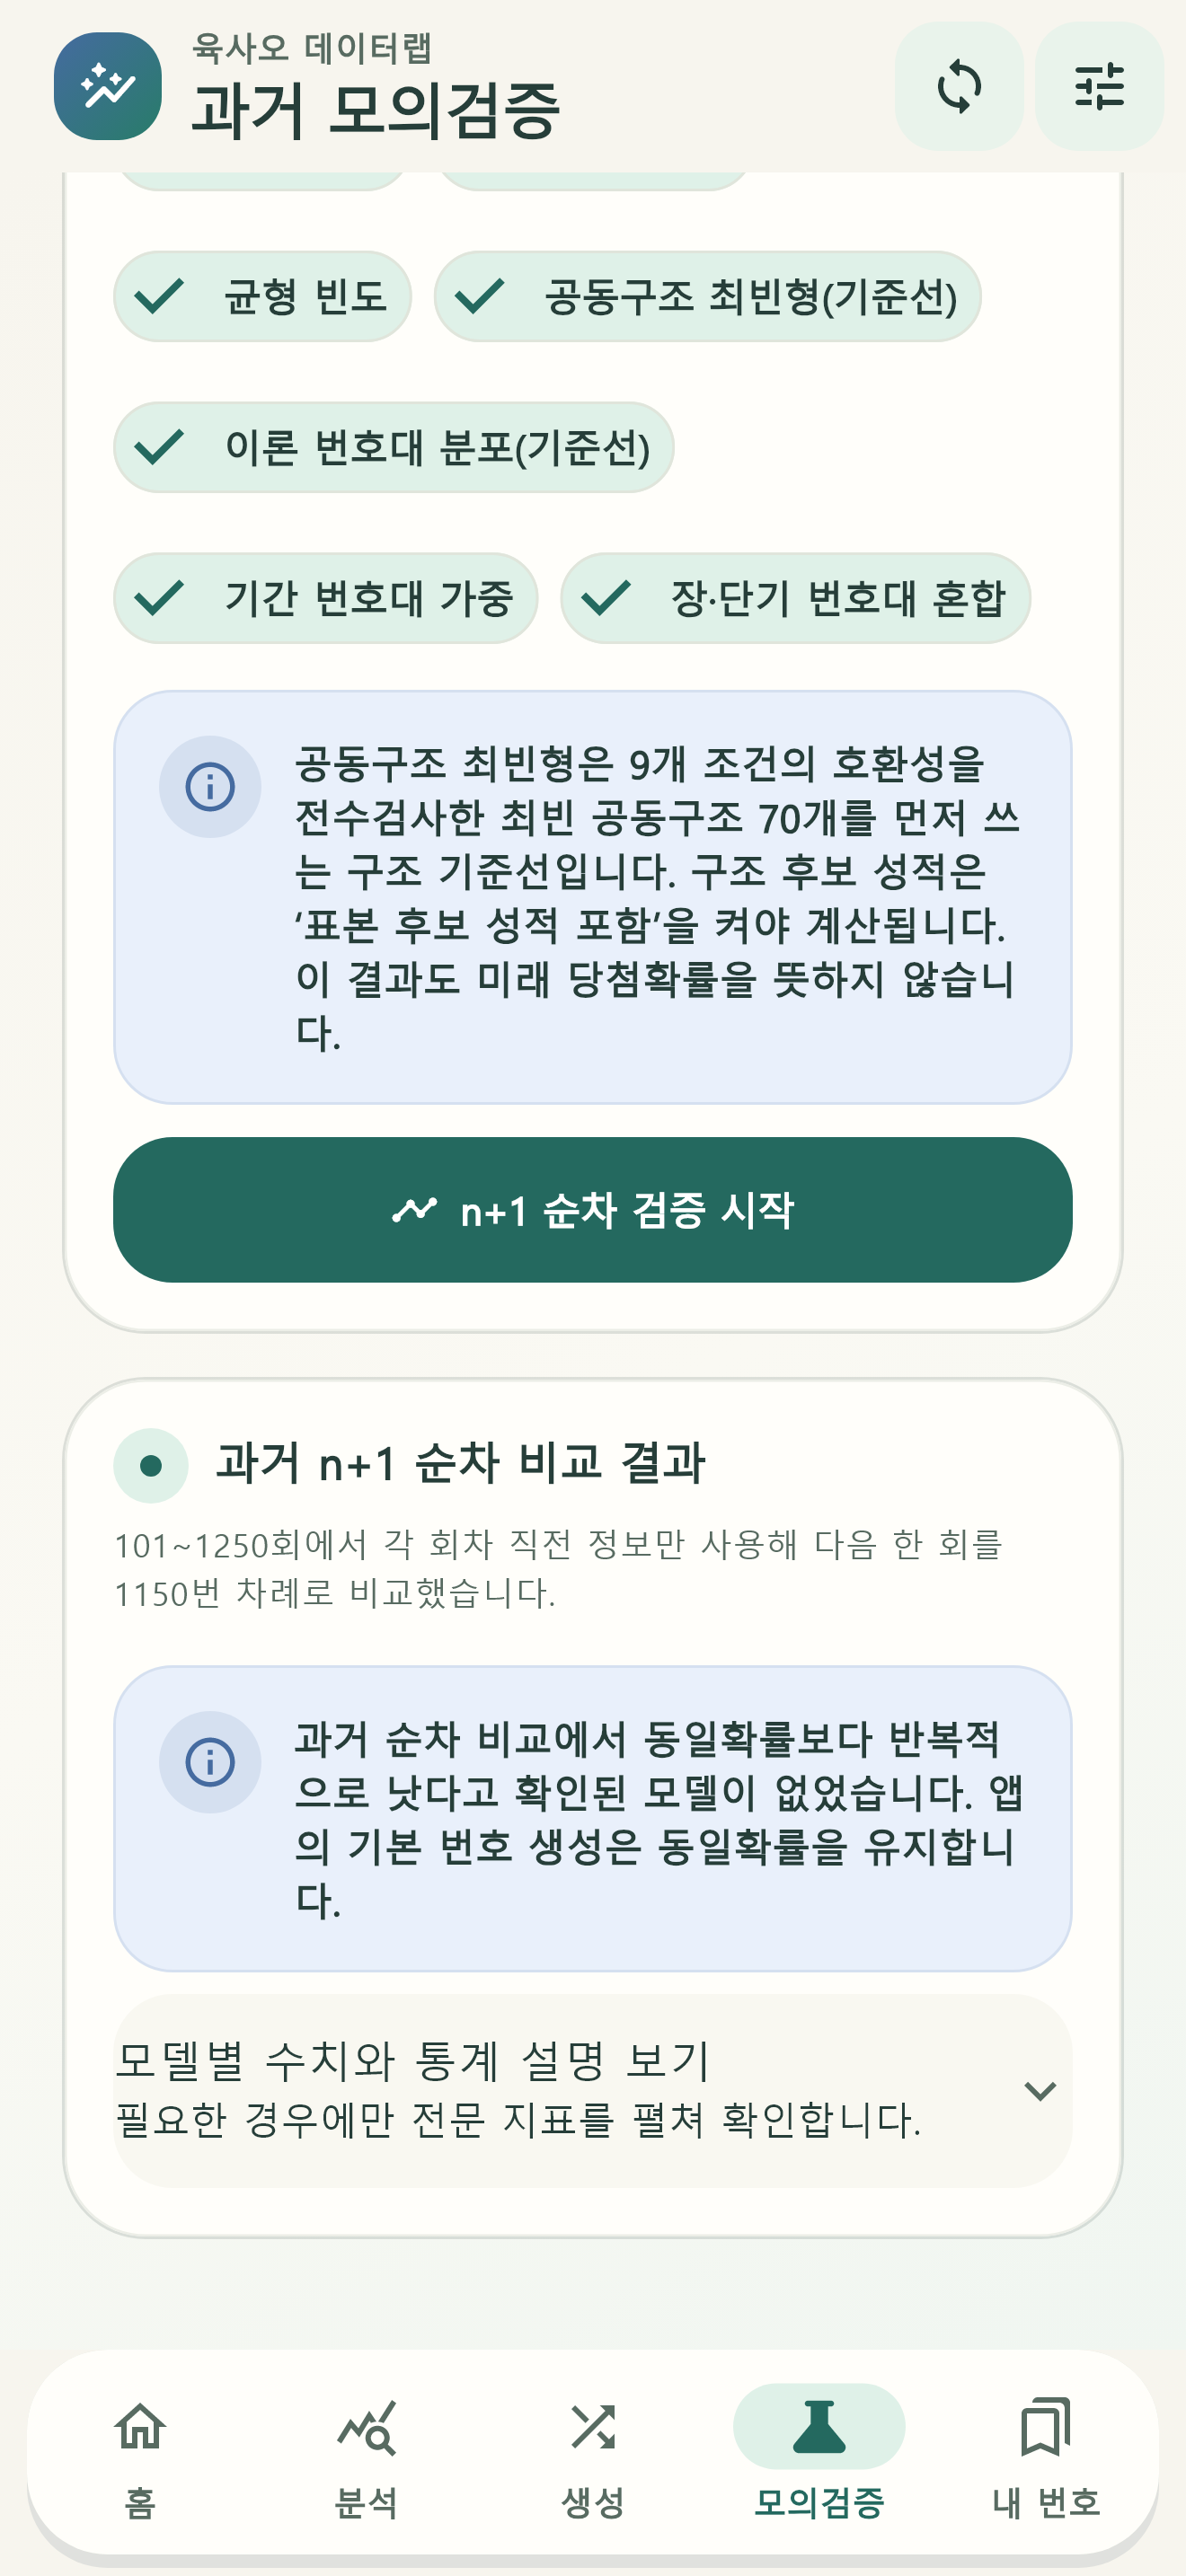 육사오 데이터랩
과거 모의검증
균형 빈도
공동구조 최빈형(기준선)
이론 번호대 분포(기준선)
기간 번호대 가중
장·단기 번호대 혼합
공동구조 최빈형은 9개 조건의 호환성을
전수검사한 최빈 공동구조 70개를 먼저 쓰
는 구조 기준선입니다. 구조 후보 성적은
‘표본 후보 성적 포함’을 켜야 계산됩니다.
이 결과도 미래 당첨확률을 뜻하지 않습니
다.
n+1 순차 검증 시작
과거 n+1 순차 비교 결과
101~1250회에서 각 회차 직전 정보만 사용해 다음 한 회를
1150번 차례로 비교했습니다.
과거 순차 비교에서 동일확률보다 반복적
으로 낫다고 확인된 모델이 없었습니다. 앱
의 기본 번호 생성은 동일확률을 유지합니
다.
모델별 수치와 통계 설명 보기
필요한 경우에만 전문 지표를 펼쳐 확인합니다.
홈
분석
생성
모의검증
내 번호